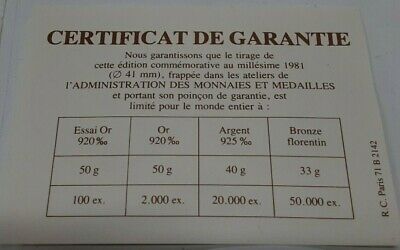 CERTIFICAT DE GARANTIE
Nous garantissons que le tirage de
cette édition commémorative au millésime 1981
(∅ 41 mm), frappée dans les ateliers de
l'ADMINISTRATION DES MONNAIES ET MEDAILLES
et portant son poinçon de garantie, est
limité pour le monde entier à :
Essai Or Or Argent Bronze
920‰ 920‰ 925‰ florentin
50 g 50 g 40 g 33 g
100 ex. 2.000 ex. 20.000 ex. 50.000 ex.
R.C. Paris 71 B 2142